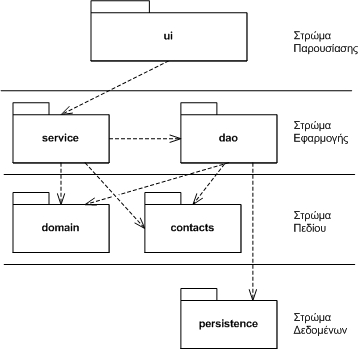 ui
Στρώμα
Παρουσίασης
service
dao
Στρώμα
Εφαρμογής
domain
contacts
Στρώμα
Πεδίου
persistence
Στρώμα
Δεδομένων